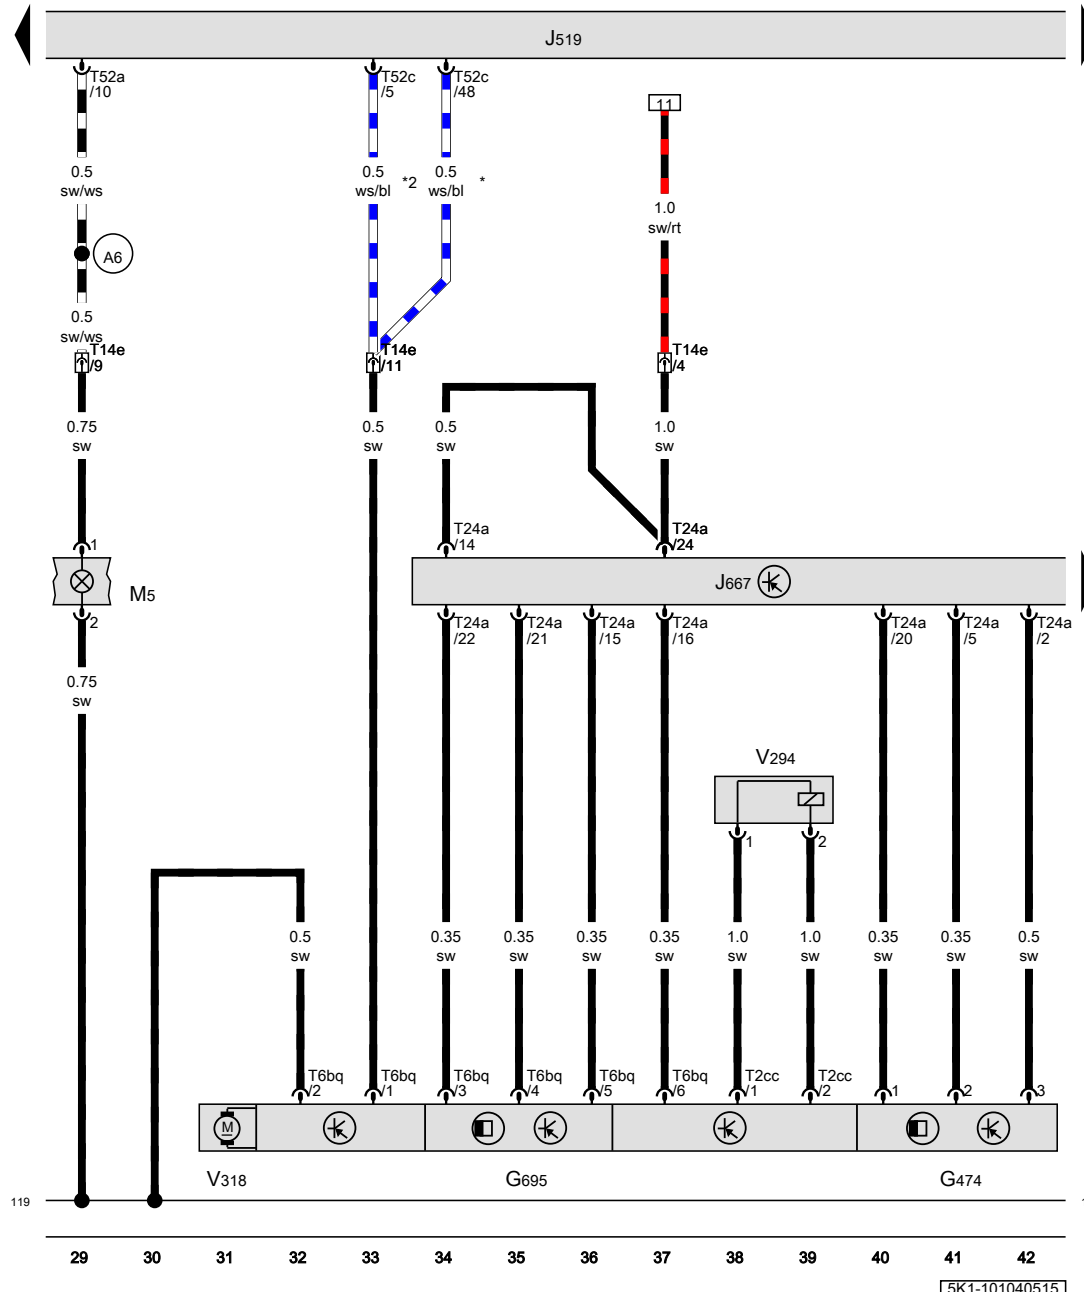 J519
T52a
/10
T52c
/5
T52c
/48
11
0.5
sw/ws
0.5
ws/bl
*2
0.5
ws/bl
*
1.0
sw/rt
A6
0.5
sw/ws
T14e
/9
T14e
/11
T14e
/4
0.75
sw
0.5
sw
0.5
sw
1.0
sw
T24a
/14
T24a
/24
1
J667
M5
2
T24a
/22
T24a
/21
T24a
/15
T24a
/16
T24a
/20
T24a
/5
T24a
/2
0.75
sw
V294
1
2
0.5
sw
0.35
sw
0.35
sw
0.35
sw
0.35
sw
1.0
sw
1.0
sw
0.35
sw
0.35
sw
0.5
sw
T6bq
/2
T6bq
/1
T6bq
/3
T6bq
/4
T6bq
/5
T6bq
/6
T2cc
/1
T2cc
/2
1
2
3
M
V318
G695
G474
119
29 30 31 32 33 34 35 36 37 38 39 40 41 42
5K1-101040515